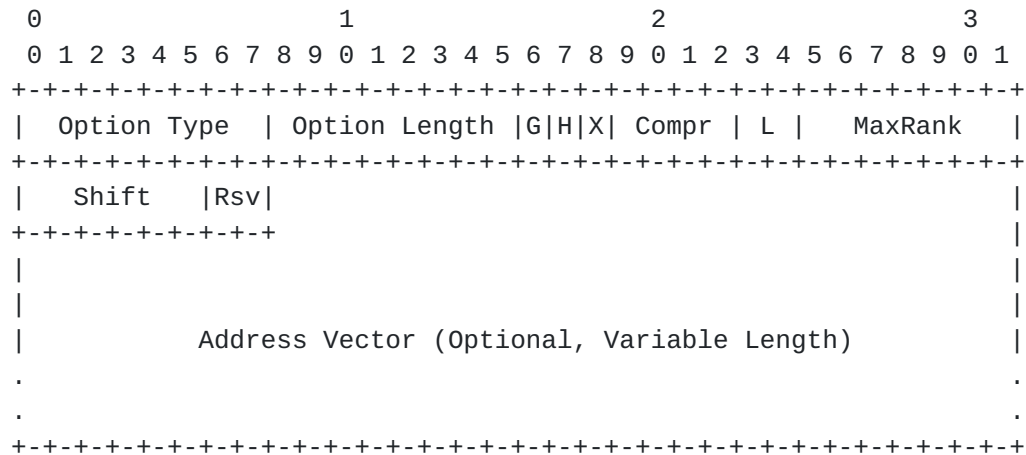 0                   1                   2                   3
 0 1 2 3 4 5 6 7 8 9 0 1 2 3 4 5 6 7 8 9 0 1 2 3 4 5 6 7 8 9 0 1
+-+-+-+-+-+-+-+-+-+-+-+-+-+-+-+-+-+-+-+-+-+-+-+-+-+-+-+-+-+-+-+-+
|  Option Type  | Option Length |G|H|X| Compr | L |   MaxRank   |
+-+-+-+-+-+-+-+-+-+-+-+-+-+-+-+-+-+-+-+-+-+-+-+-+-+-+-+-+-+-+-+-+
|   Shift   |Rsv|                                               |
+-+-+-+-+-+-+-+-+                                               |
|                                                               |
|                                                               |
|           Address Vector (Optional, Variable Length)          |
.                                                               .
.                                                               .
+-+-+-+-+-+-+-+-+-+-+-+-+-+-+-+-+-+-+-+-+-+-+-+-+-+-+-+-+-+-+-+-+